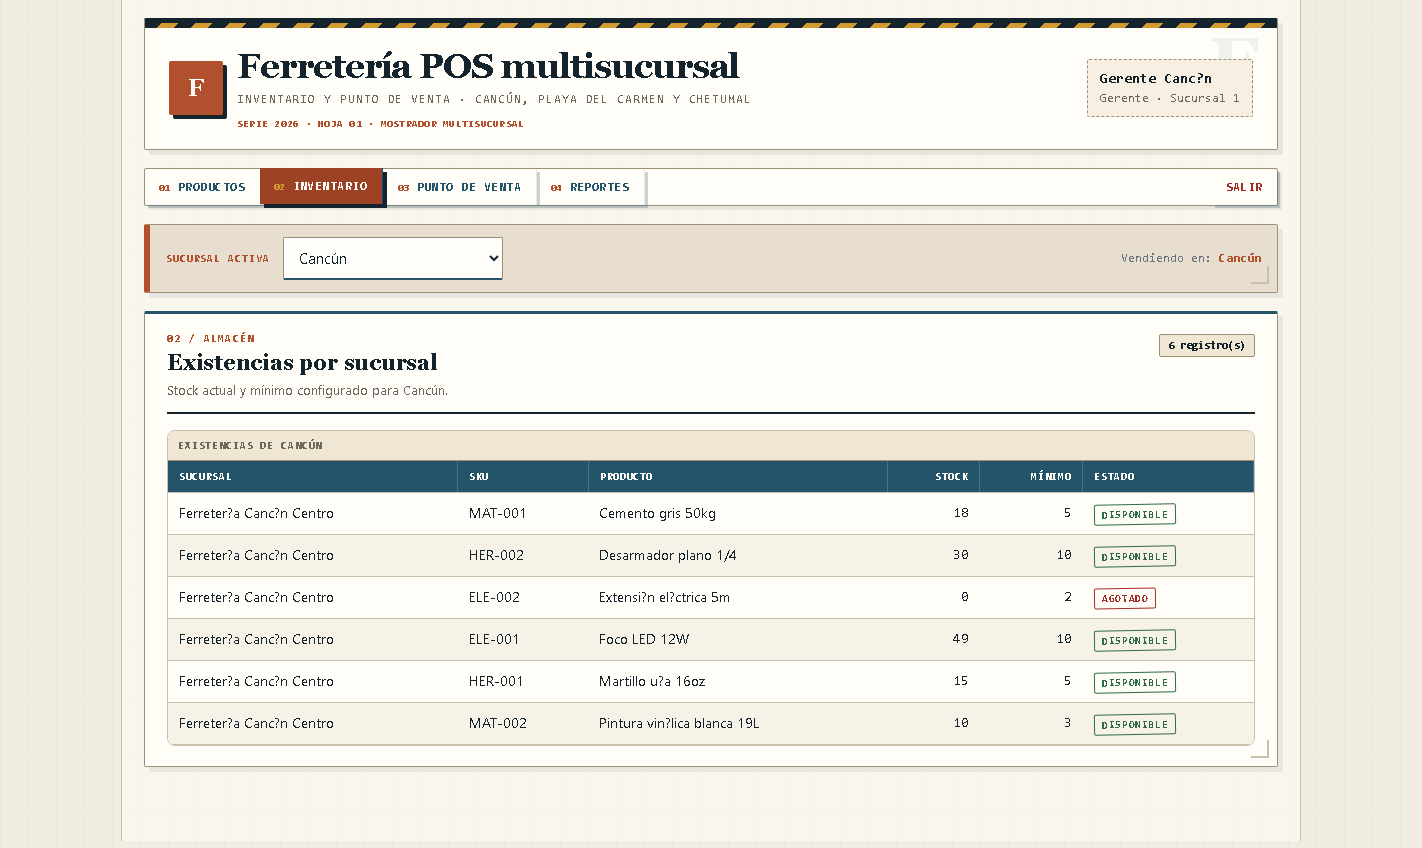 F
Ferretería POS multisucursal
INVENTARIO Y PUNTO DE VENTA · CANCÚN, PLAYA DEL CARMEN Y CHETUMAL
SERIE 2026 · HOJA 01 · MOSTRADOR MULTISUCURSAL
F
Gerente Canc?n
Gerente · Sucursal 1
01 PRODUCTOS 02 INVENTARIO 03 PUNTO DE VENTA 04 REPORTES SALIR
SUCURSAL ACTIVA Cancún Vendiendo en: Cancún
02 / ALMACÉN
Existencias por sucursal
6 registro(s)
Stock actual y mínimo configurado para Cancún.
EXISTENCIAS DE CANCÚN
SUCURSAL SKU PRODUCTO STOCK MÍNIMO ESTADO
Ferreter?a Canc?n Centro MAT-001 Cemento gris 50kg 18 5 DISPONIBLE
Ferreter?a Canc?n Centro HER-002 Desarmador plano 1/4 30 10 DISPONIBLE
Ferreter?a Canc?n Centro ELE-002 Extensi?n el?ctrica 5m 0 2 AGOTADO
Ferreter?a Canc?n Centro ELE-001 Foco LED 12W 49 10 DISPONIBLE
Ferreter?a Canc?n Centro HER-001 Martillo u?a 16oz 15 5 DISPONIBLE
Ferreter?a Canc?n Centro MAT-002 Pintura vin?lica blanca 19L 10 3 DISPONIBLE